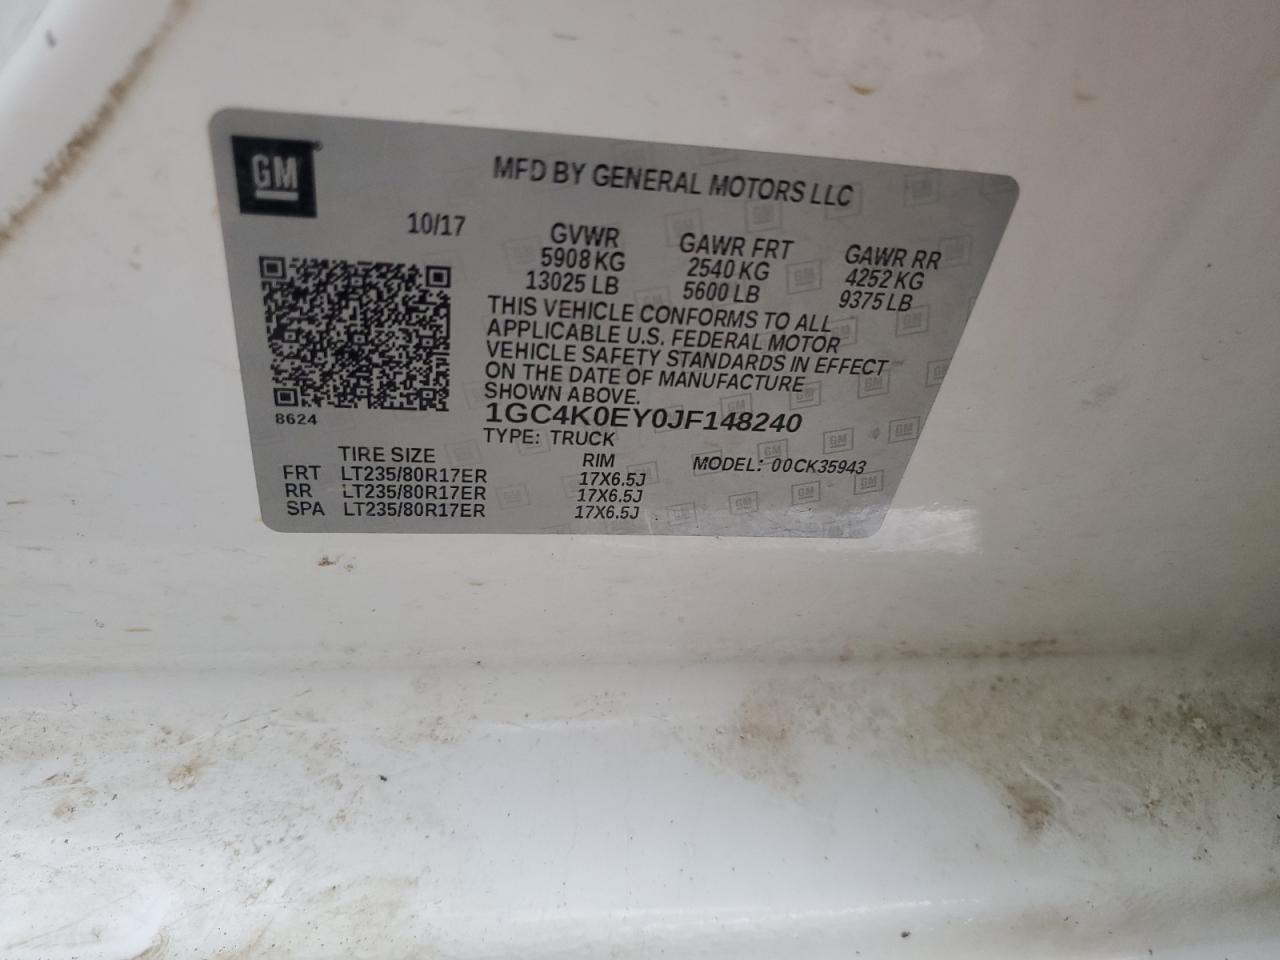 GM
MFD BY GENERAL MOTORS LLC
10/17
GVWR GAWR FRT GAWR RR
5908 KG 2540 KG 4252 KG
13025 LB 5600 LB 9375 LB
THIS VEHICLE CONFORMS TO ALL
APPLICABLE U.S. FEDERAL MOTOR
VEHICLE SAFETY STANDARDS IN EFFECT
ON THE DATE OF MANUFACTURE
SHOWN ABOVE.
8624
1GC4K0EY0JF148240
TYPE: TRUCK
MODEL: 00CK35943
TIRE SIZE RIM
FRT LT235/80R17ER 17X6.5J
RR LT235/80R17ER 17X6.5J
SPA LT235/80R17ER 17X6.5J